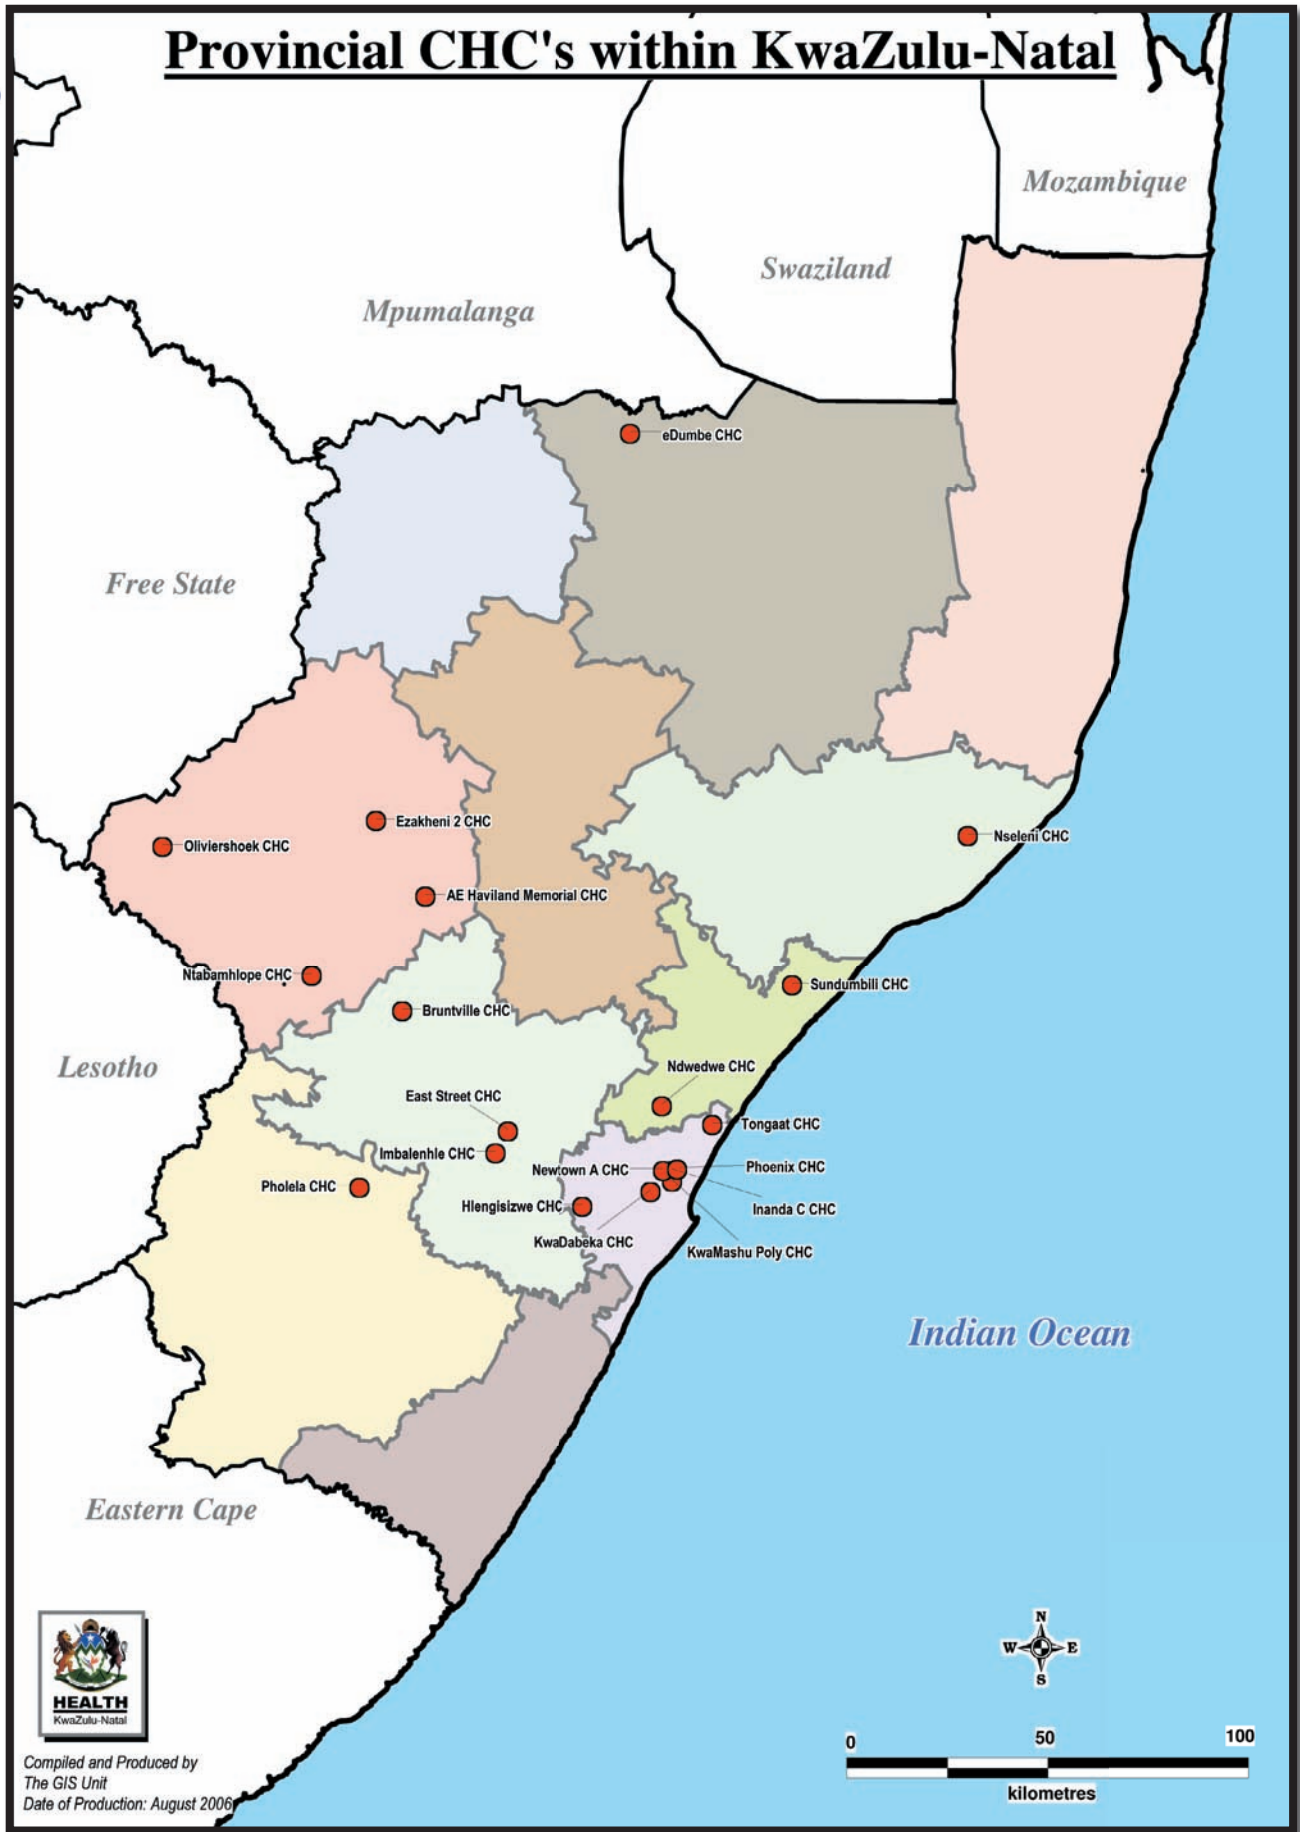 Provincial CHC's within KwaZulu-Natal
Mozambique
Swaziland
Mpumalanga
eDumbe CHC
Free State
Ezakheni 2 CHC
Oliviershoek CHC
Nseleni CHC
AE Haviland Memorial CHC
Ntabamhlope CHC
Sundumbili CHC
Bruntville CHC
Lesotho
Ndwedwe CHC
East Street CHC
Tongaat CHC
Imbalenhle CHC
Newtown A CHC
Phoenix CHC
Pholela CHC
Hlengisizwe CHC
Inanda C CHC
KwaDabeka CHC
KwaMashu Poly CHC
Indian Ocean
Eastern Cape
N
W E
S
HEALTH
KwaZulu-Natal
0 50 100
kilometres
Compiled and Produced by
The GIS Unit
Date of Production: August 2006